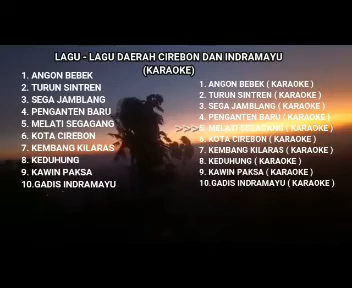 LAGU - LAGU DAERAH CIREBON DAN INDRAMAYU
(KARAOKE)
1. ANGON BEBEK
2. TURUN SINTREN
3. SEGA JAMBLANG
4. PENGANTEN BARU
5. MELATI SEGAGANG
6. KOTA CIREBON
7. KEMBANG KILARAS
8. KEDUHUNG
9. KAWIN PAKSA
10.GADIS INDRAMAYU
1. ANGON BEBEK ( KARAOKE )
2. TURUN SINTREN ( KARAOKE )
3. SEGA JAMBLANG ( KARAOKE )
4. PENGANTEN BARU ( KARAOKE )
>>>5. MELATI SEGAGANG ( KARAOKE )
6. KOTA CIREBON ( KARAOKE )
7. KEMBANG KILARAS ( KARAOKE )
8. KEDUHUNG ( KARAOKE )
9. KAWIN PAKSA ( KARAOKE )
10.GADIS INDRAMAYU ( KARAOKE )